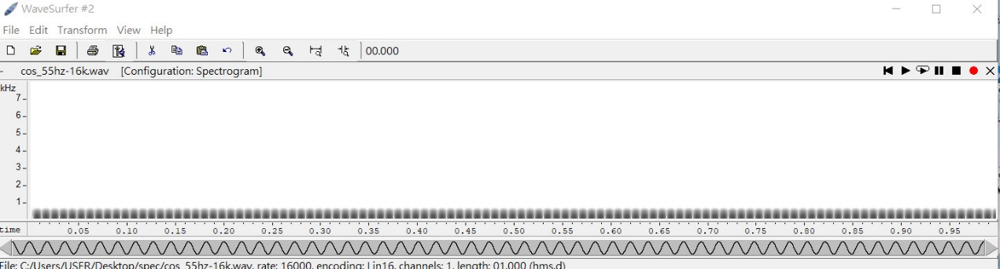 WaveSurfer #2
File Edit Transform View Help
00.000
- cos_55hz-16k.wav [Configuration: Spectrogram]
kHz
7
6
5
4
3
2
1
time 0.05 0.10 0.15 0.20 0.25 0.30 0.35 0.40 0.45 0.50 0.55 0.60 0.65 0.70 0.75 0.80 0.85 0.90 0.95
File: C:/Users/USER/Desktop/spec/cos_55hz-16k.wav, rate: 16000, encoding: Lin16, channels: 1, length: 01.000 (hms.d)